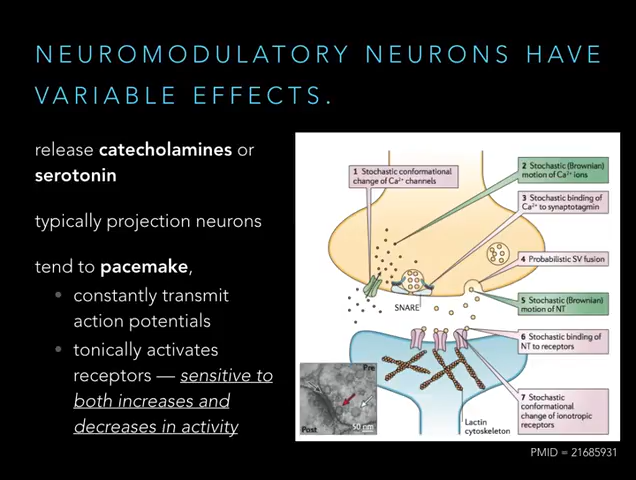 NEUROMODULATORY NEURONS HAVE
VARIABLE EFFECTS.
release catecholamines or
serotonin
typically projection neurons
tend to pacemake,
• constantly transmit
action potentials
• tonically activates
receptors — sensitive to
both increases and
decreases in activity
1 Stochastic conformational
change of Ca²⁺ channels
2 Stochastic (Brownian)
motion of Ca²⁺ ions
3 Stochastic binding of
Ca²⁺ to synaptotagmin
4 Probabilistic SV fusion
SNARE
5 Stochastic (Brownian)
motion of NT
6 Stochastic binding of
NT to receptors
7 Stochastic
conformational
change of ionotropic
receptors
Lactin
cytoskeleton
Pre
Post
50 nm
PMID = 21685931